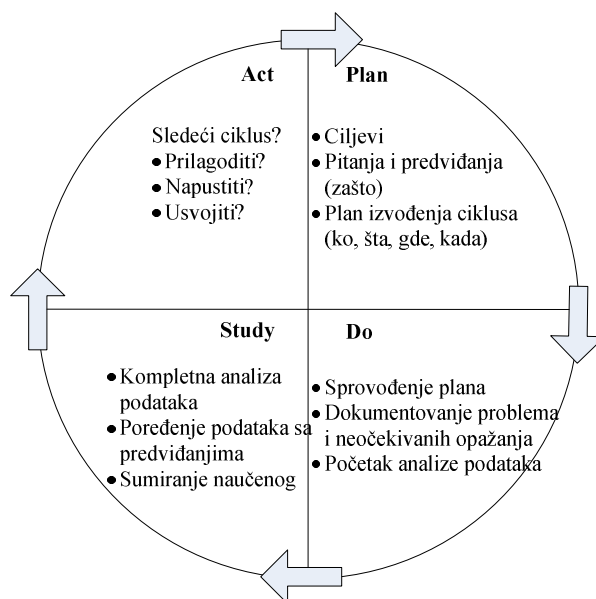 Act
Sledeći ciklus?
• Prilagoditi?
• Napustiti?
• Usvojiti?
Plan
• Ciljevi
• Pitanja i predviđanja
(zašto)
• Plan izvođenja ciklusa
(ko, šta, gde, kada)
Study
• Kompletna analiza
podataka
• Poređenje podataka sa
predviđanjima
• Sumiranje naučenog
Do
• Sprovođenje plana
• Dokumentovanje problema
i neočekivanih opažanja
• Početak analize podataka